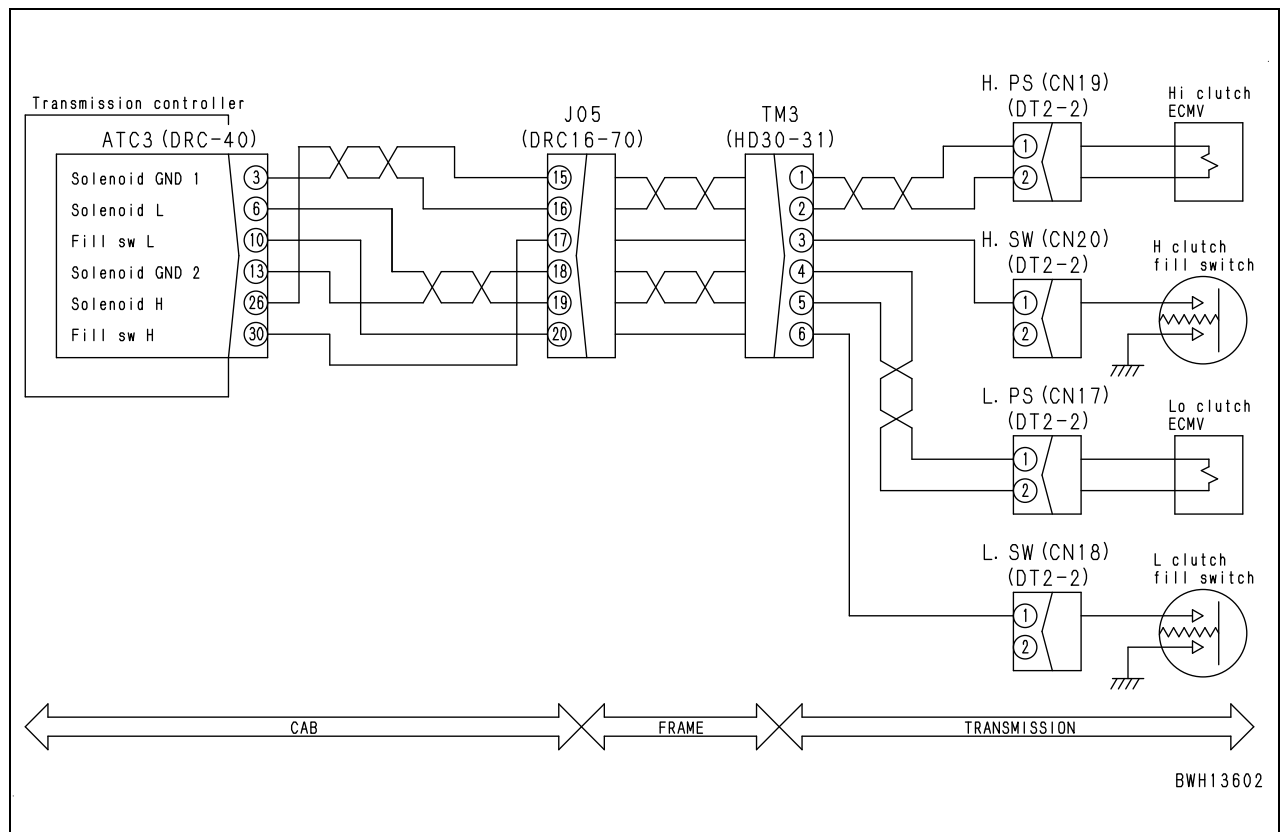 Transmission controller
ATC3 (DRC-40)
Solenoid GND 1 3
Solenoid L 6
Fill sw L 10
Solenoid GND 2 13
Solenoid H 26
Fill sw H 30
J05
(DRC16-70)
15
16
17
18
19
20
TM3
(HD30-31)
1
2
3
4
5
6
H. PS (CN19)
(DT2-2)
1
2
Hi clutch
ECMV
H. SW (CN20)
(DT2-2)
1
2
H clutch
fill switch
L. PS (CN17)
(DT2-2)
1
2
Lo clutch
ECMV
L. SW (CN18)
(DT2-2)
1
2
L clutch
fill switch
CAB
FRAME
TRANSMISSION
BWH13602